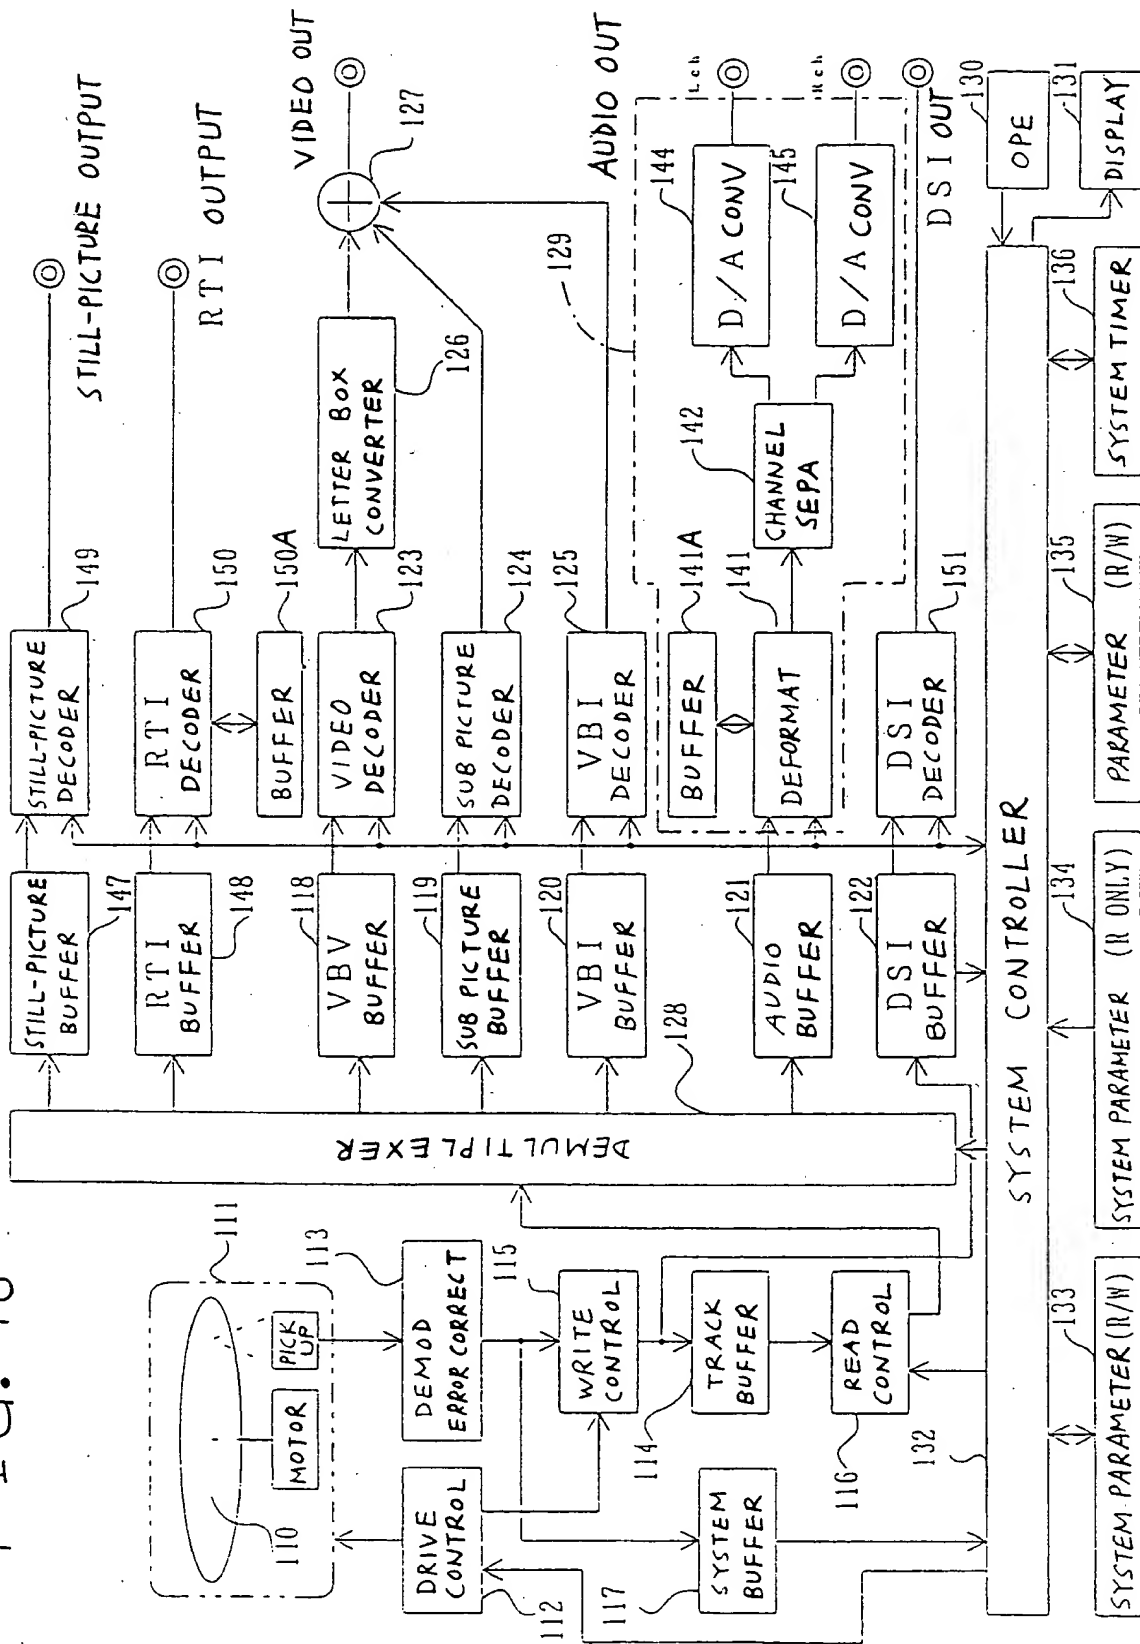 111
110
MOTOR
PICK
UP
113
DRIVE
CONTROL
112
DEMOD
ERROR CORRECT
115
WRITE
CONTROL
117
SYSTEM
BUFFER
114
TRACK
BUFFER
116
READ
CONTROL
132
DEMULTIPLEXER
128
STILL-PICTURE
BUFFER
147
RTI
BUFFER
148
118
VBV
BUFFER
119
SUB PICTURE
BUFFER
120
VBI
BUFFER
121
AUDIO
BUFFER
122
DSI
BUFFER
STILL-PICTURE
DECODER
149
RTI
DECODER
150
BUFFER
150A
VIDEO
DECODER
123
SUB PICTURE
DECODER
124
VBI
DECODER
125
BUFFER
141A
DEFORMAT
141
DSI
DECODER
151
LETTER BOX
CONVERTER
126
CHANNEL
SEPA
142
129
D/A CONV
144
D/A CONV
145
127
STILL-PICTURE OUTPUT
RTI OUTPUT
VIDEO OUT
AUDIO OUT
Lch
Rch
DSI OUT
SYSTEM CONTROLLER
OPE
130
DISPLAY
131
SYSTEM PARAMETER (R/W)
133
SYSTEM PARAMETER (R ONLY)
134
PARAMETER (R/W)
135
SYSTEM TIMER
136